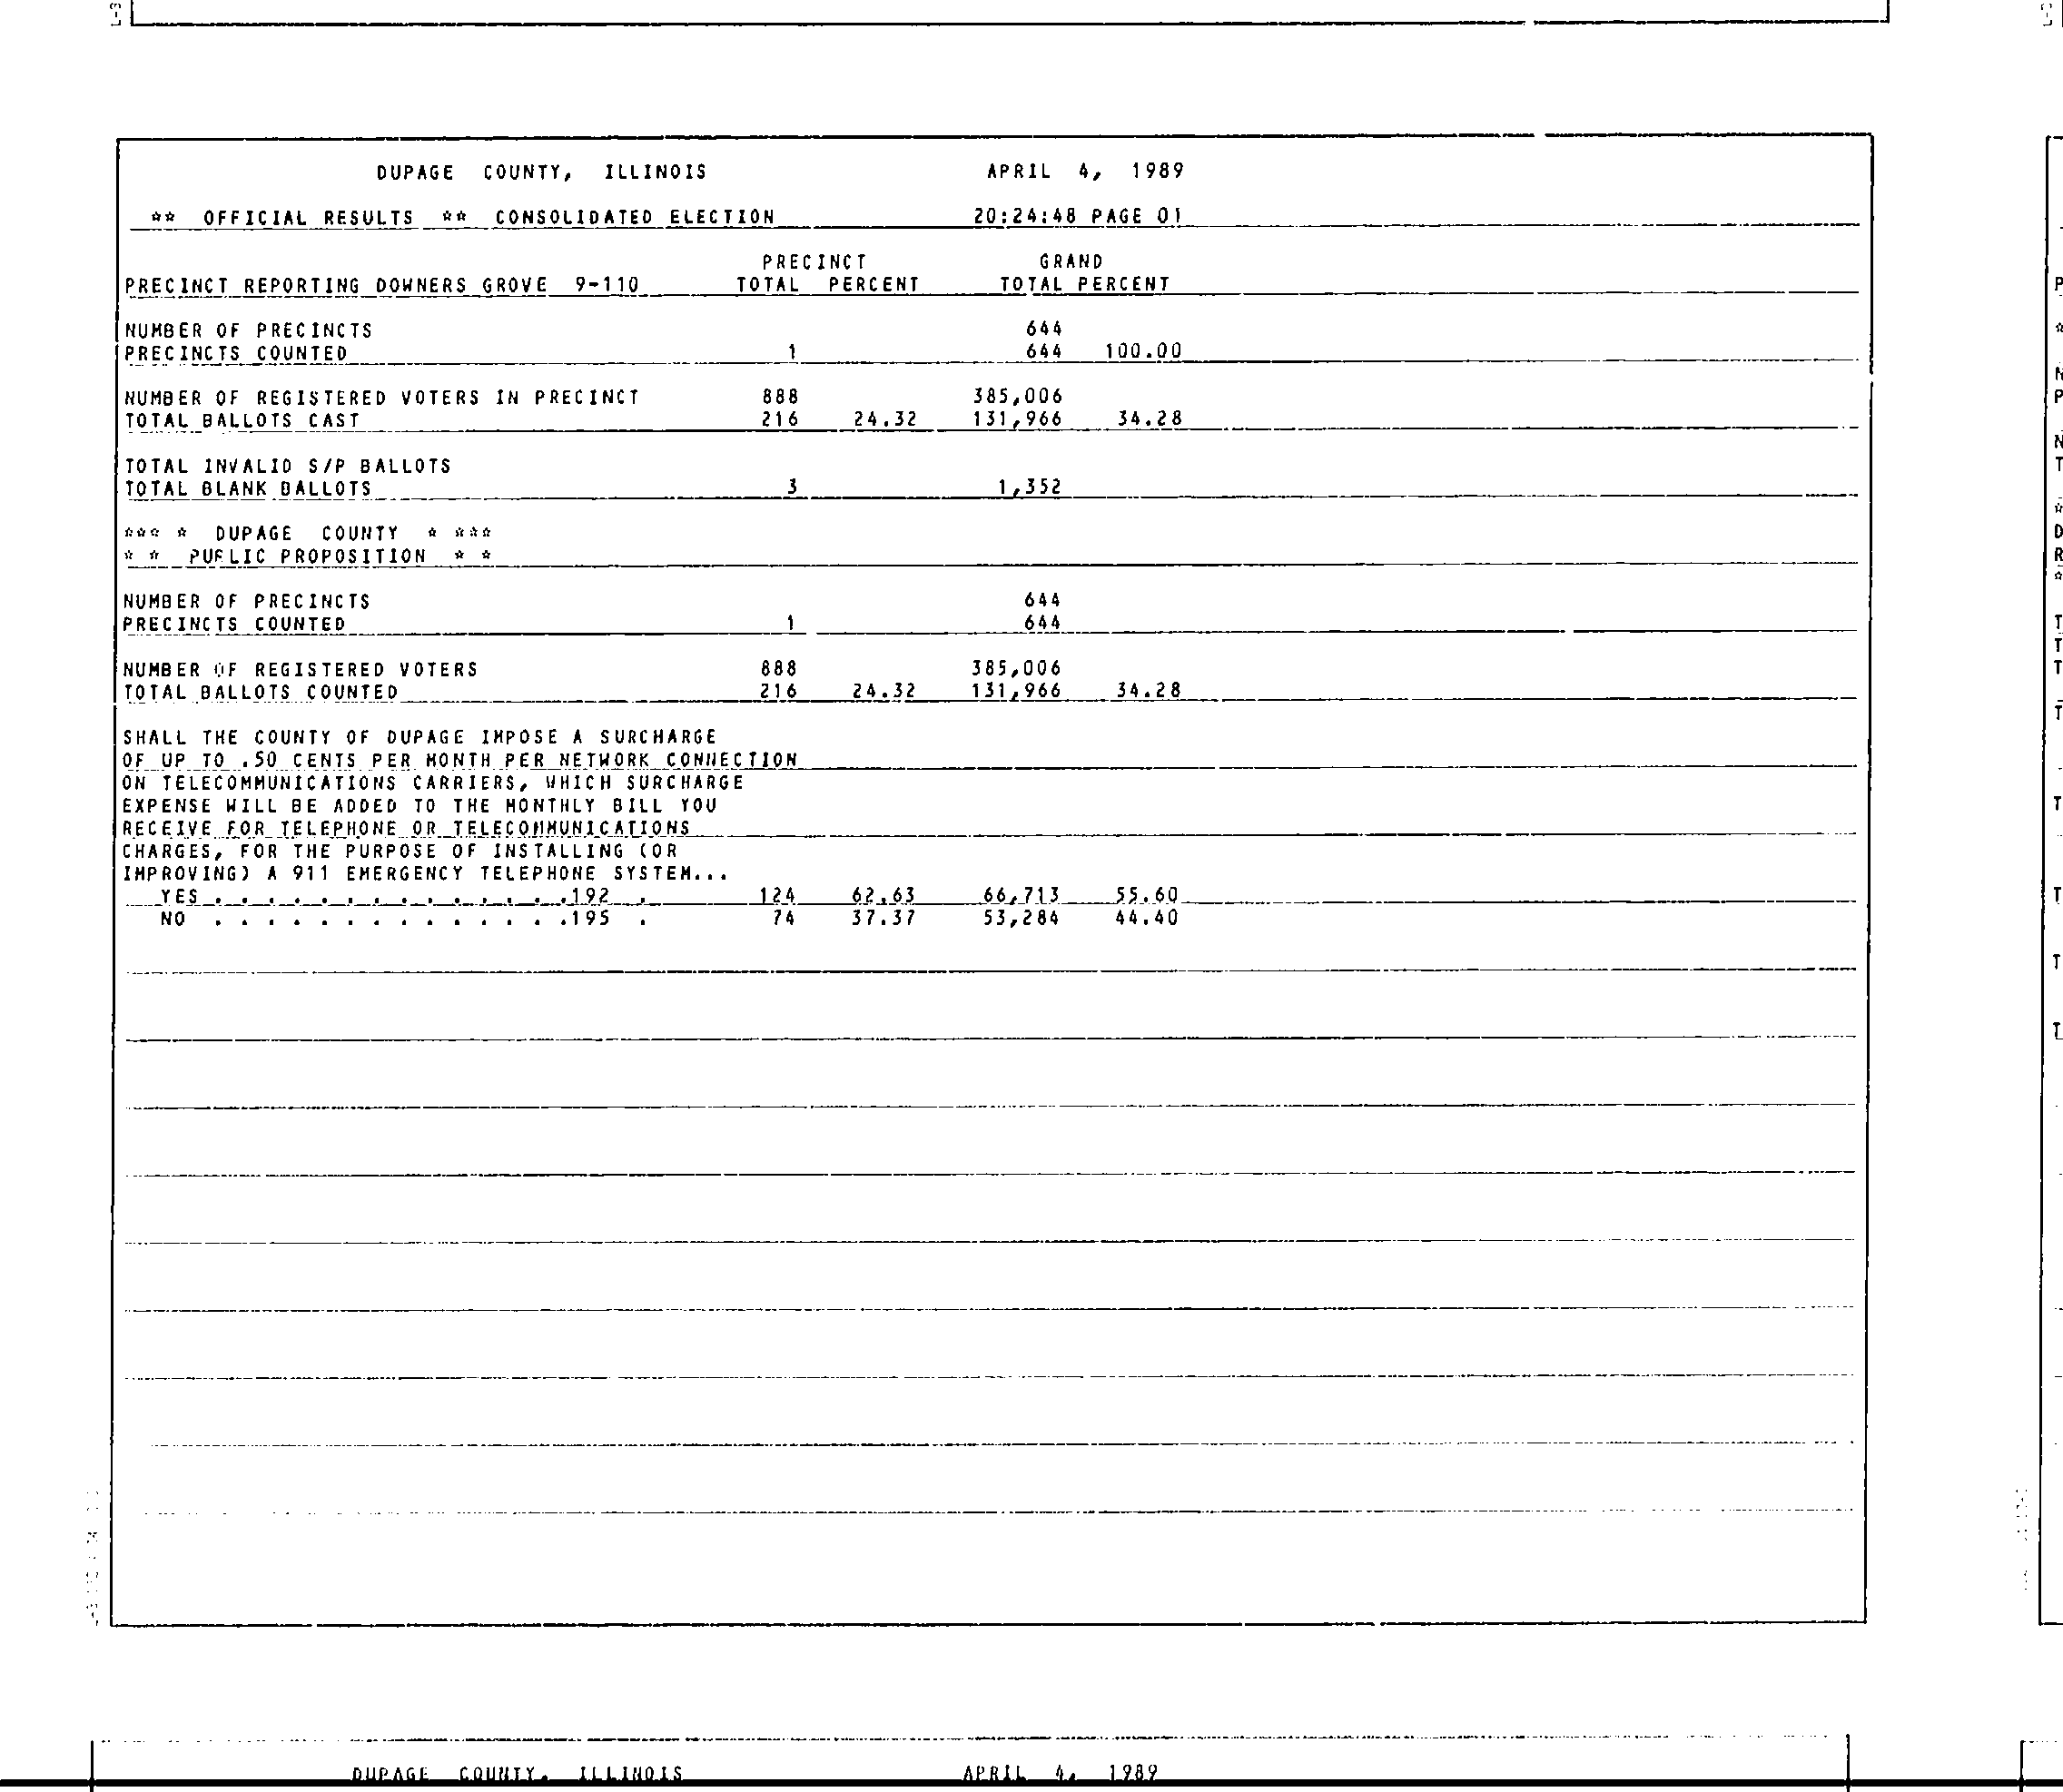 DUPAGE COUNTY, ILLINOIS APRIL 4, 1989
** OFFICIAL RESULTS ** CONSOLIDATED ELECTION 20:24:48 PAGE 01
PRECINCT GRAND
PRECINCT REPORTING DOWNERS GROVE 9-110 TOTAL PERCENT TOTAL PERCENT
NUMBER OF PRECINCTS 644
PRECINCTS COUNTED 1 644 100.00
NUMBER OF REGISTERED VOTERS IN PRECINCT 888 385,006
TOTAL BALLOTS CAST 216 24.32 131,966 34.28
TOTAL INVALID S/P BALLOTS
TOTAL BLANK BALLOTS 3 1,352
*** * DUPAGE COUNTY * ***
* * PUBLIC PROPOSITION * *
NUMBER OF PRECINCTS 644
PRECINCTS COUNTED 1 644
NUMBER OF REGISTERED VOTERS 888 385,006
TOTAL BALLOTS COUNTED 216 24.32 131,966 34.28
SHALL THE COUNTY OF DUPAGE IMPOSE A SURCHARGE
OF UP TO .50 CENTS PER MONTH PER NETWORK CONNECTION
ON TELECOMMUNICATIONS CARRIERS, WHICH SURCHARGE
EXPENSE WILL BE ADDED TO THE MONTHLY BILL YOU
RECEIVE FOR TELEPHONE OR TELECOMMUNICATIONS
CHARGES, FOR THE PURPOSE OF INSTALLING (OR
IMPROVING) A 911 EMERGENCY TELEPHONE SYSTEM...
YES . . . . . . . . . . . . . .192 . 124 62.63 66,713 55.60
NO . . . . . . . . . . . . . .195 . 74 37.37 53,284 44.40
DUPAGE COUNTY, ILLINOIS APRIL 4, 1989